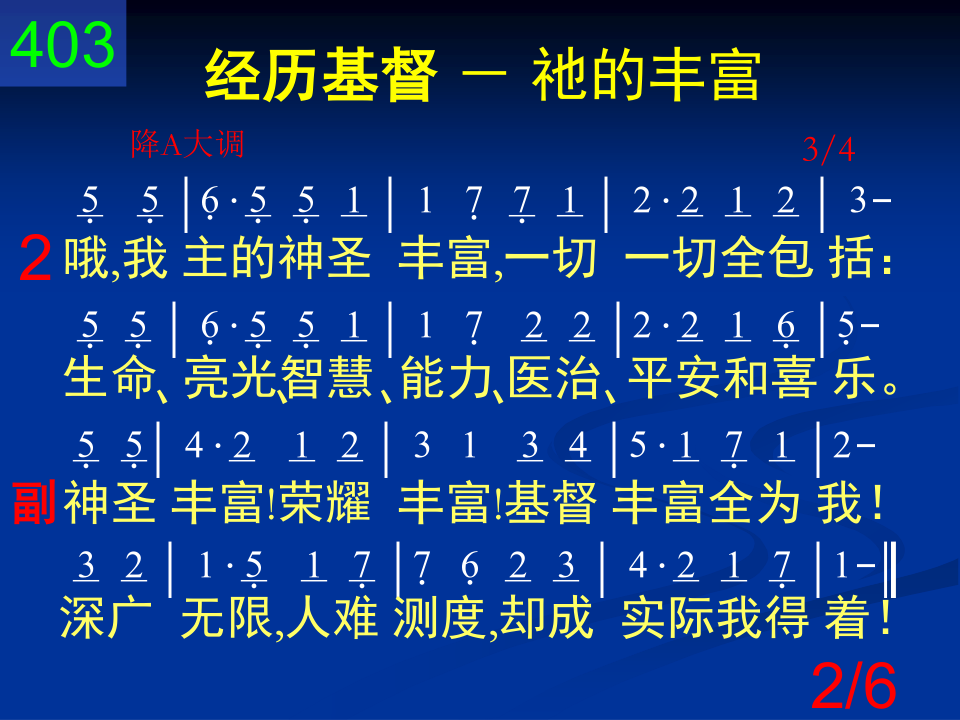 403
经历基督 － 祂的丰富
降A大调 3/4
5 5 | 6 · 5 5 1 | 1 7 7 1 | 2 · 2 1 2 | 3 -
2 哦,我 主的神圣 丰富,一切 一切全包 括：
5 5 | 6 · 5 5 1 | 1 7 2 2 | 2 · 2 1 6 | 5 -
生命、亮光、智慧、能力、医治、平安和喜 乐。
5 5 | 4 · 2 1 2 | 3 1 3 4 | 5 · 1 7 1 | 2 -
副 神圣 丰富!荣耀 丰富!基督 丰富全为 我！
3 2 | 1 · 5 1 7 | 7 6 2 3 | 4 · 2 1 7 | 1 - ||
深广 无限,人难 测度,却成 实际我得 着！
2/6